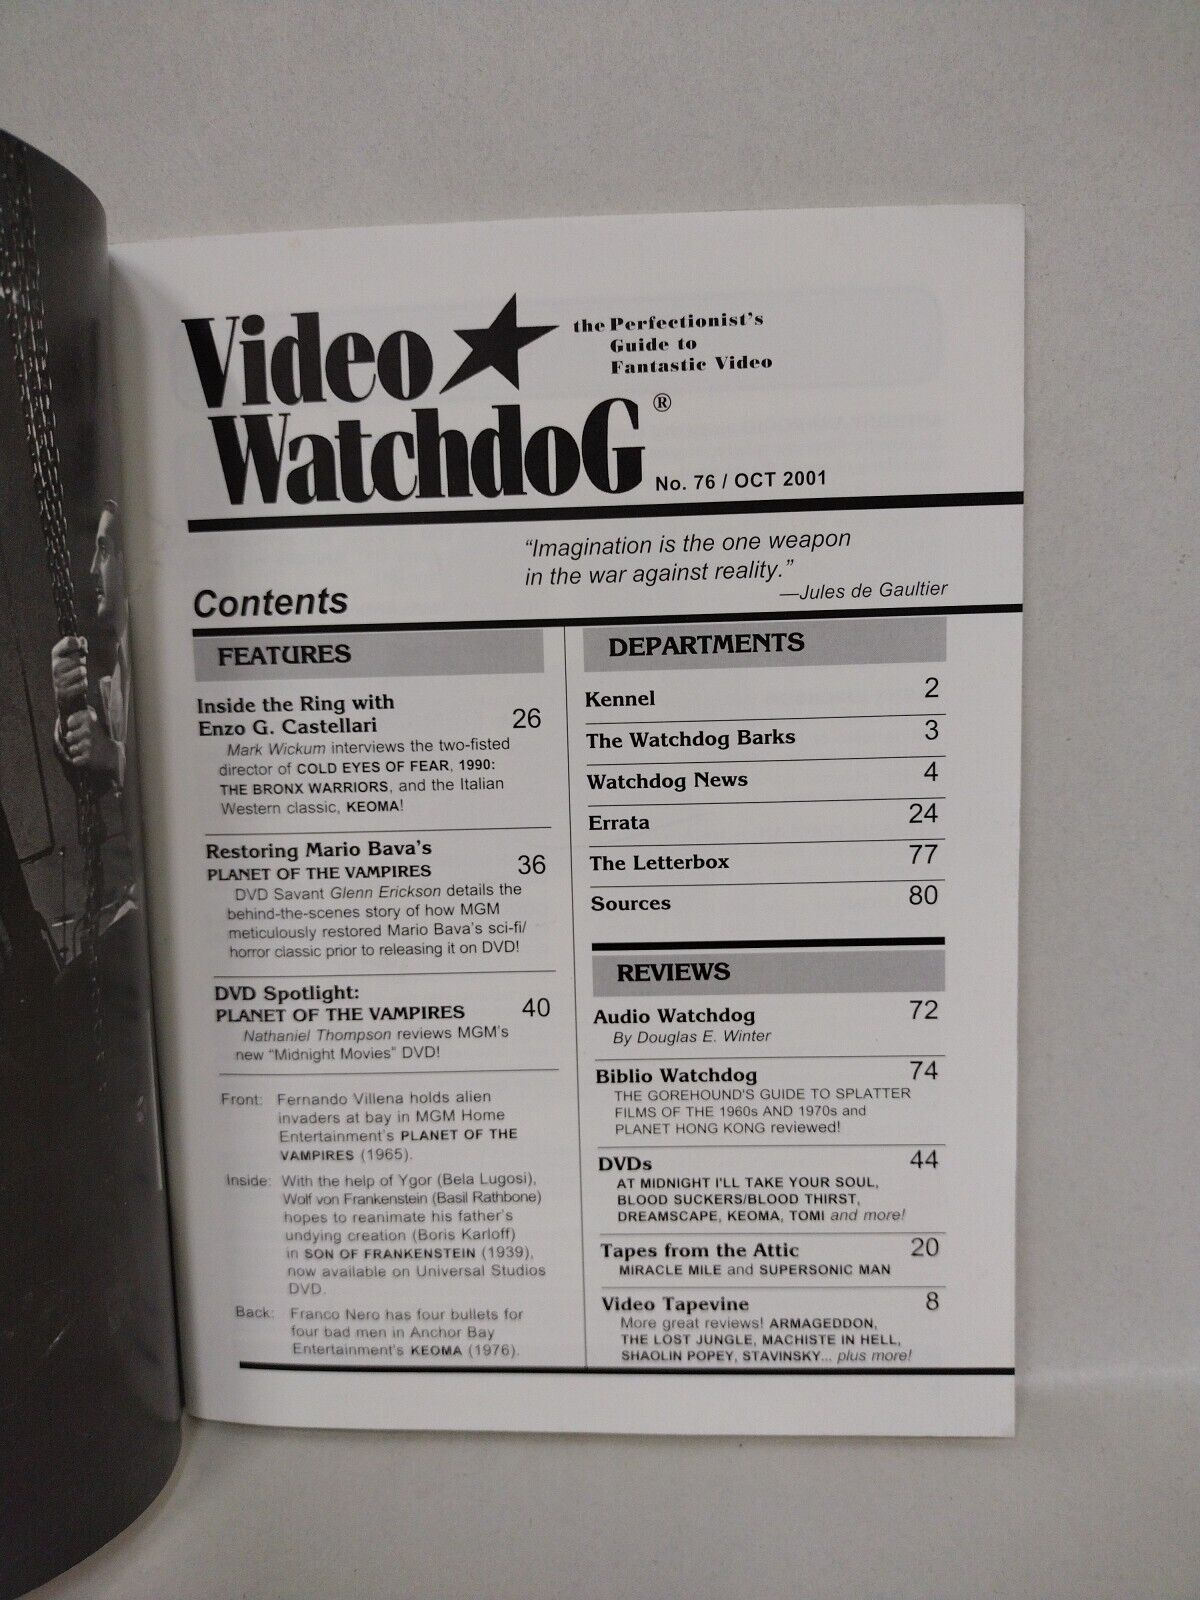 Video
WatchdoG®
the Perfectionist's
Guide to
Fantastic Video
No. 76 / OCT 2001
"Imagination is the one weapon
in the war against reality."
—Jules de Gaultier
Contents
FEATURES
Inside the Ring with
Enzo G. Castellari 26
Mark Wickum interviews the two-fisted
director of COLD EYES OF FEAR, 1990:
THE BRONX WARRIORS, and the Italian
Western classic, KEOMA!
Restoring Mario Bava's
PLANET OF THE VAMPIRES 36
DVD Savant Glenn Erickson details the
behind-the-scenes story of how MGM
meticulously restored Mario Bava's sci-fi/
horror classic prior to releasing it on DVD!
DVD Spotlight:
PLANET OF THE VAMPIRES 40
Nathaniel Thompson reviews MGM's
new "Midnight Movies" DVD!
Front: Fernando Villena holds alien
invaders at bay in MGM Home
Entertainment's PLANET OF THE
VAMPIRES (1965).
Inside: With the help of Ygor (Bela Lugosi),
Wolf von Frankenstein (Basil Rathbone)
hopes to reanimate his father's
undying creation (Boris Karloff)
in SON OF FRANKENSTEIN (1939),
now available on Universal Studios
DVD.
Back: Franco Nero has four bullets for
four bad men in Anchor Bay
Entertainment's KEOMA (1976).
DEPARTMENTS
Kennel 2
The Watchdog Barks 3
Watchdog News 4
Errata 24
The Letterbox 77
Sources 80
REVIEWS
Audio Watchdog 72
By Douglas E. Winter
Biblio Watchdog 74
THE GOREHOUND'S GUIDE TO SPLATTER
FILMS OF THE 1960s AND 1970s and
PLANET HONG KONG reviewed!
DVDs 44
AT MIDNIGHT I'LL TAKE YOUR SOUL,
BLOOD SUCKERS/BLOOD THIRST,
DREAMSCAPE, KEOMA, TOMI and more!
Tapes from the Attic 20
MIRACLE MILE and SUPERSONIC MAN
Video Tapevine 8
More great reviews! ARMAGEDDON,
THE LOST JUNGLE, MACHISTE IN HELL,
SHAOLIN POPEY, STAVINSKY... plus more!